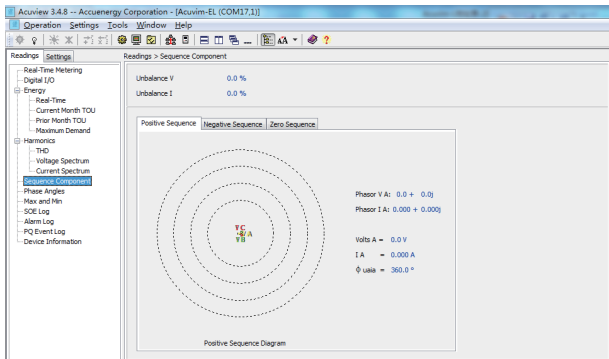 Acuview 3.4.8 -- Accuenergy Corporation - [Acuvim-EL (COM17,1)]
Operation Settings Tools Window Help
Readings Settings
Readings > Sequence Component
Real-Time Metering
Digital I/O
Energy
Real-Time
Current Month TOU
Prior Month TOU
Maximum Demand
Harmonics
THD
Voltage Spectrum
Current Spectrum
Sequence Component
Phase Angles
Max and Min
SOE Log
Alarm Log
PQ Event Log
Device Information
Unbalance V 0.0 %
Unbalance I 0.0 %
Positive Sequence Negative Sequence Zero Sequence
V C
A
V B
Phasor V A: 0.0 + 0.0j
Phasor I A: 0.000 + 0.000j
Volts A = 0.0 V
I A = 0.000 A
Φ uaia = 360.0 °
Positive Sequence Diagram